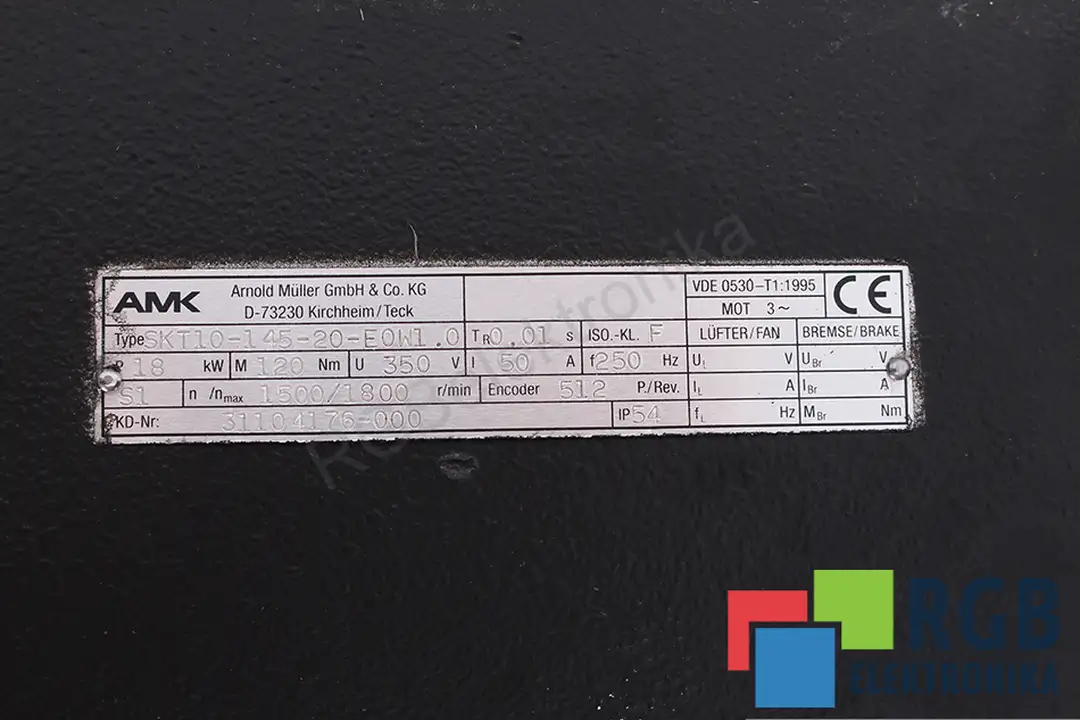 AMK Arnold Müller GmbH & Co. KG VDE 0530-T1:1995 CE
D-73230 Kirchheim/Teck MOT 3~
Type SKT10-145-20-EOW1.0 TR 0.01 s ISO.-KL. F LÜFTER/FAN BREMSE/BRAKE
P 18 kW M 120 Nm U 350 V I 50 A f 250 Hz UL V UBr V
S1 n /nmax 1500/1800 r/min Encoder 512 P./Rev. IL A IBr A
KD-Nr: 31104176-000 IP54 fL Hz MBr Nm
RGB Elektronika
RGB
ELEKTRONIKA